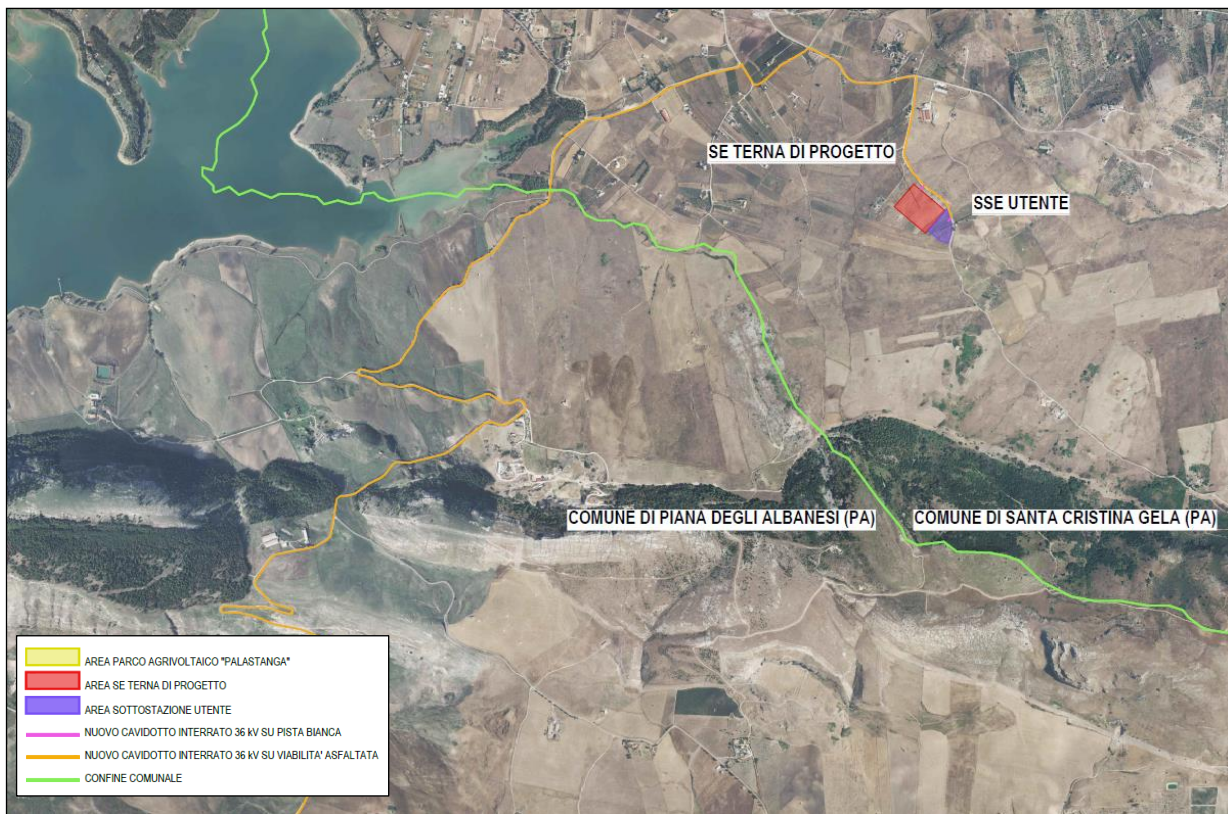 SE TERNA DI PROGETTO
SSE UTENTE
COMUNE DI PIANA DEGLI ALBANESI (PA)
COMUNE DI SANTA CRISTINA GELA (PA)
AREA PARCO AGRIVOLTAICO "PALASTANGA"
AREA SE TERNA DI PROGETTO
AREA SOTTOSTAZIONE UTENTE
NUOVO CAVIDOTTO INTERRATO 36 kV SU PISTA BIANCA
NUOVO CAVIDOTTO INTERRATO 36 kV SU VIABILITA' ASFALTATA
CONFINE COMUNALE